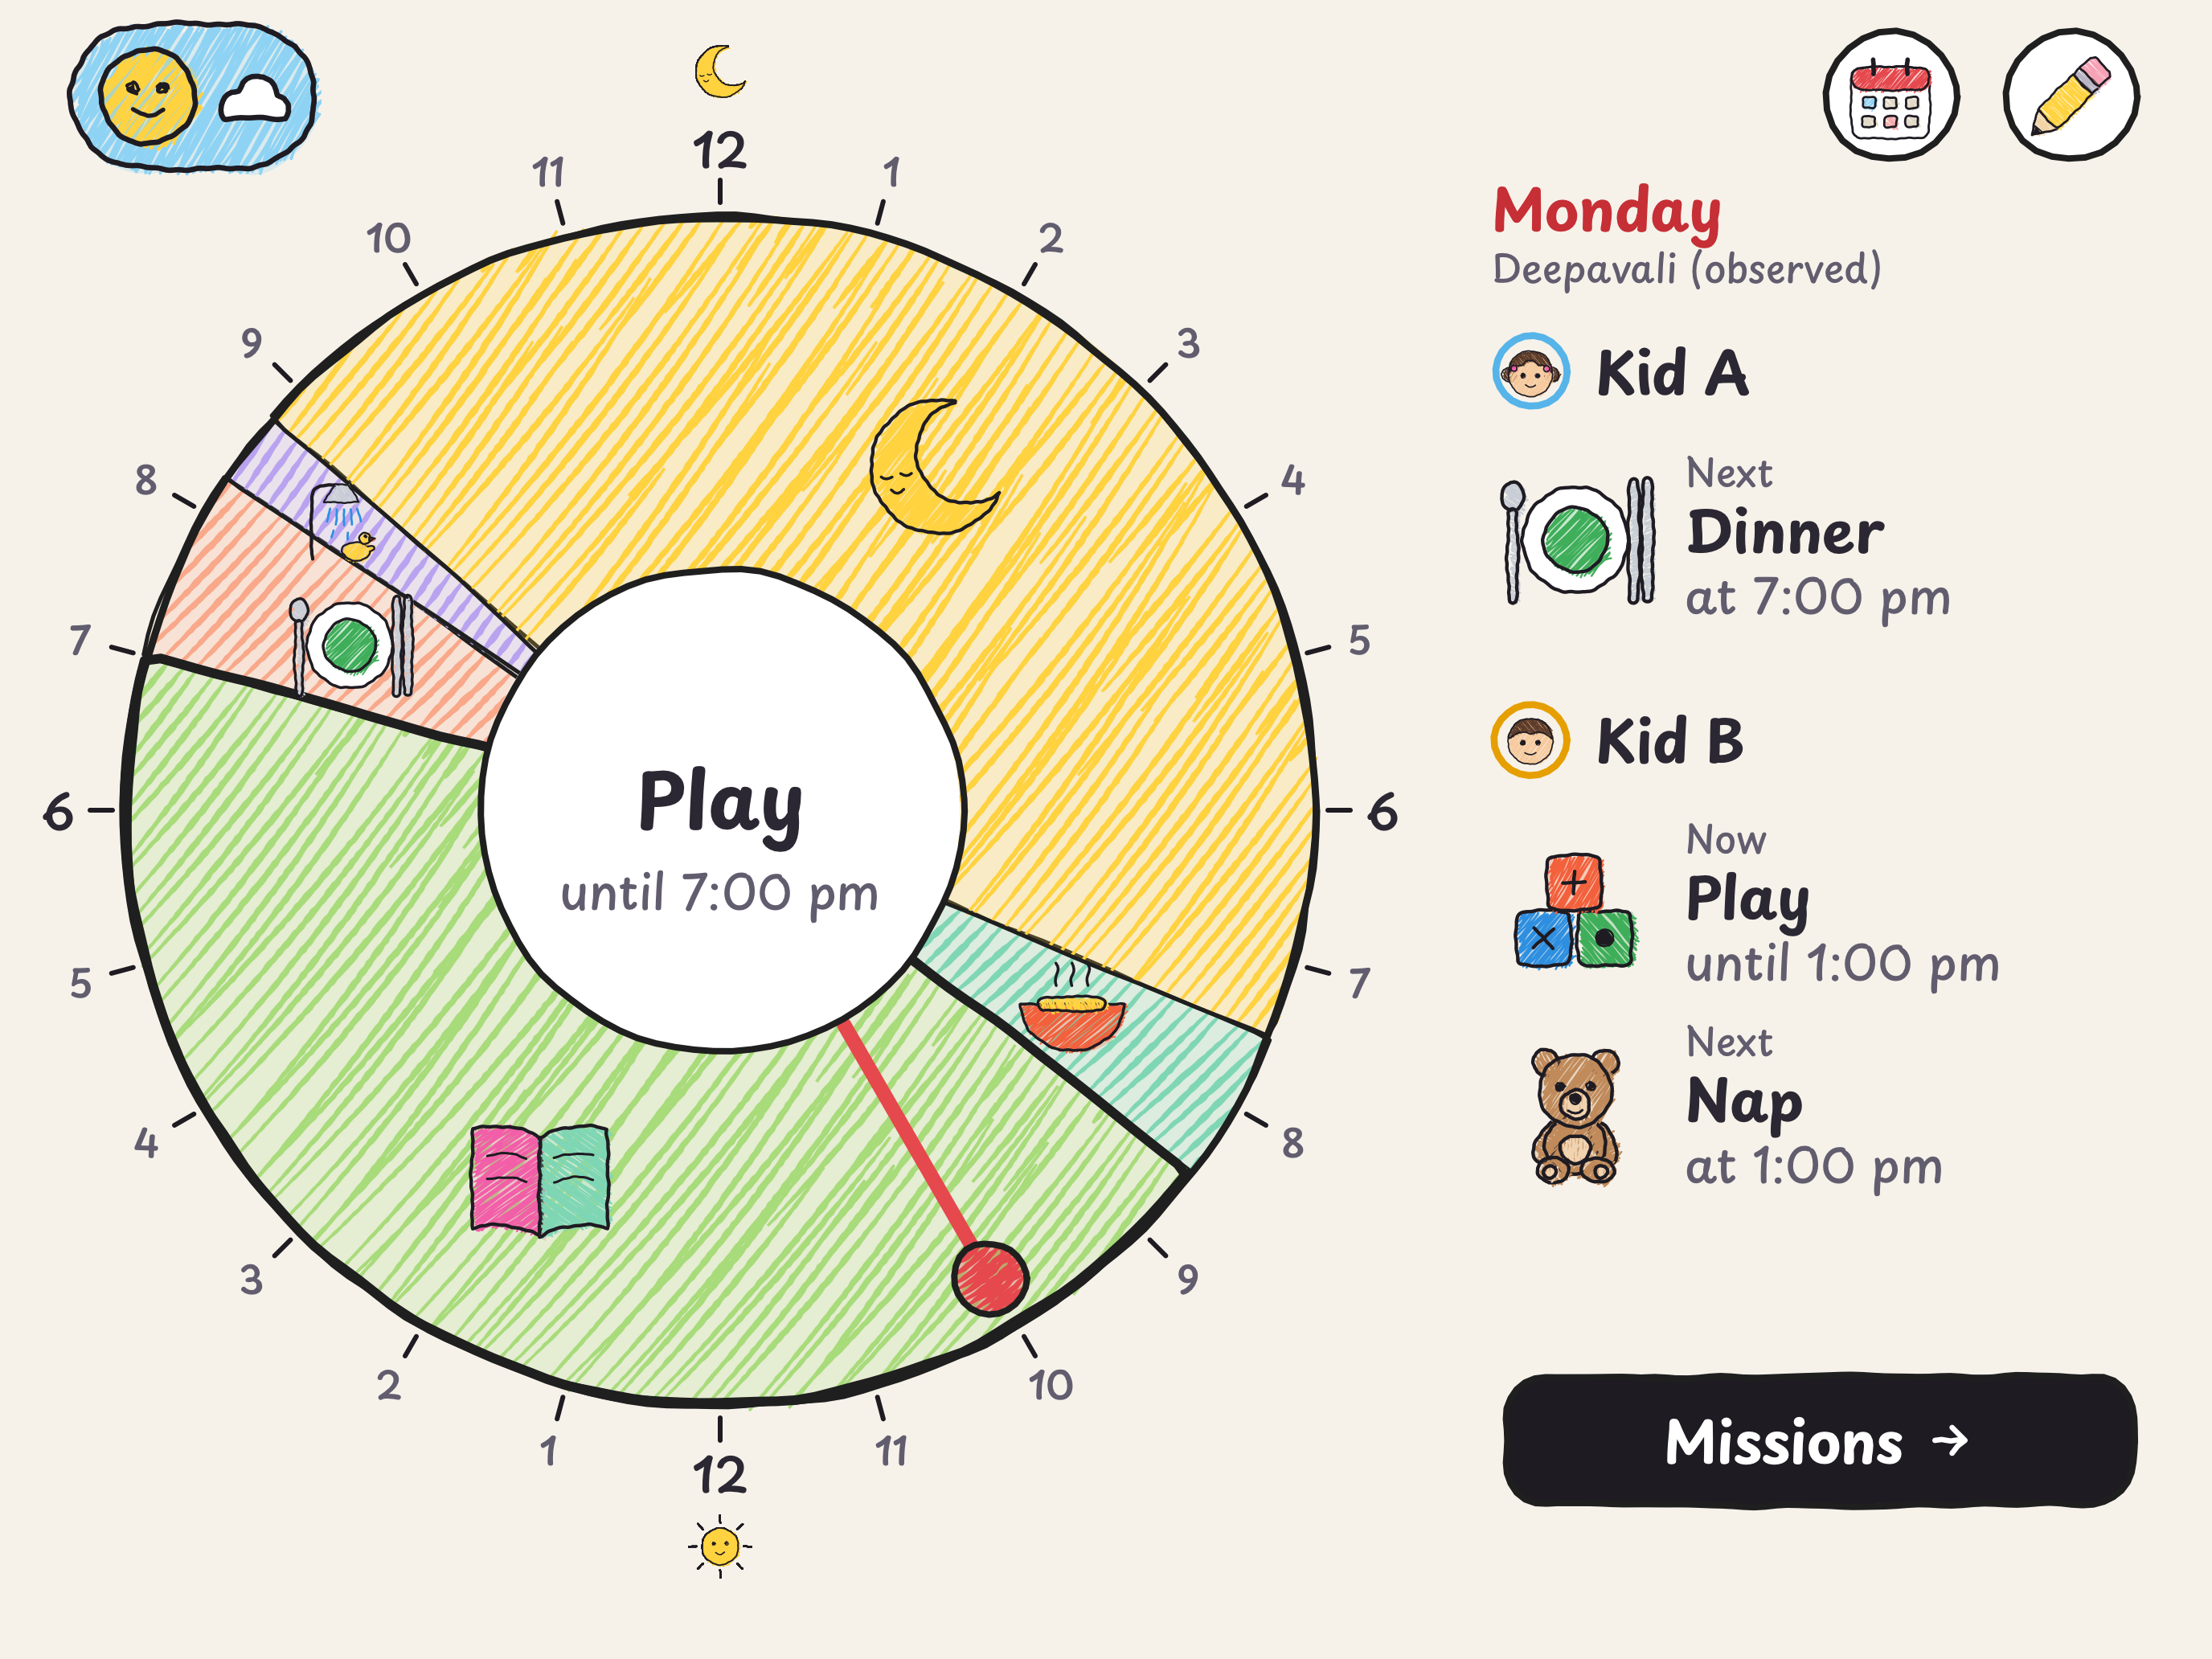 12
11
1
10
2
9
3
8
4
7
5
6
6
5
7
4
8
3
9
2
10
1
11
12
Play
until 7:00 pm
Monday
Deepavali (observed)
Kid A
Next
Dinner
at 7:00 pm
Kid B
Now
Play
until 1:00 pm
Next
Nap
at 1:00 pm
Missions →